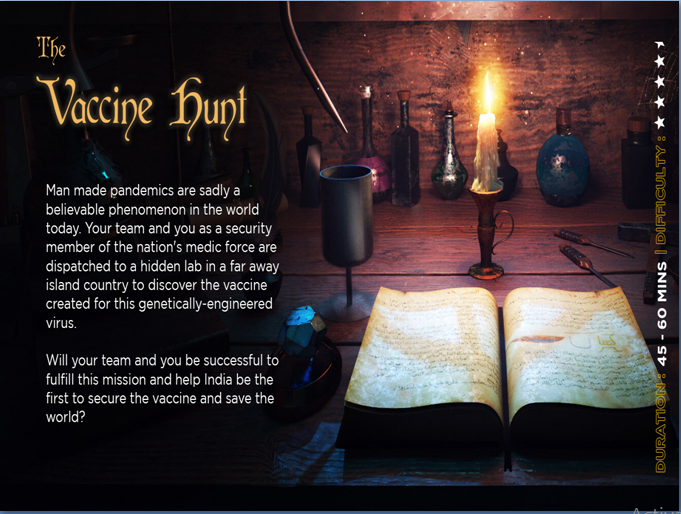 The
Vaccine Hunt
Man made pandemics are sadly a
believable phenomenon in the world
today. Your team and you as a security
member of the nation's medic force are
dispatched to a hidden lab in a far away
island country to discover the vaccine
created for this genetically-engineered
virus.
Will your team and you be successful to
fulfill this mission and help India be the
first to secure the vaccine and save the
world?
DURATION : 45 - 60 MINS | DIFFICULTY :